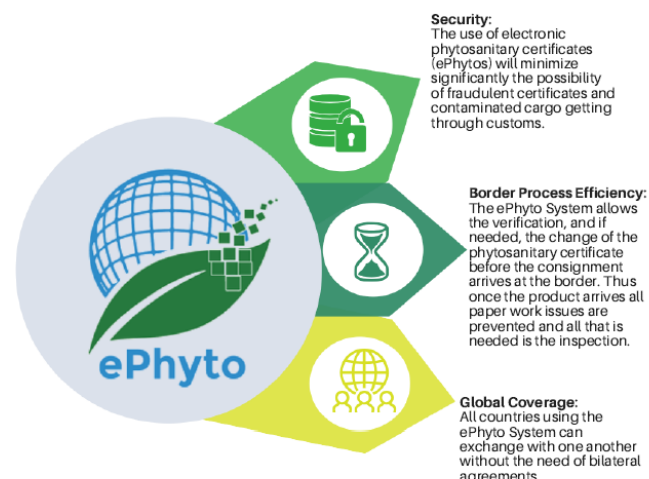 Security:
The use of electronic
phytosanitary certificates
(ePhytos) will minimize
significantly the possibility
of fraudulent certificates and
contaminated cargo getting
through customs.
ePhyto
Border Process Efficiency:
The ePhyto System allows
the verification, and if
needed, the change of the
phytosanitary certificate
before the consignment
arrives at the border. Thus
once the product arrives all
paper work issues are
prevented and all that is
needed is the inspection.
Global Coverage:
All countries using the
ePhyto System can
exchange with one another
without the need of bilateral
agreements